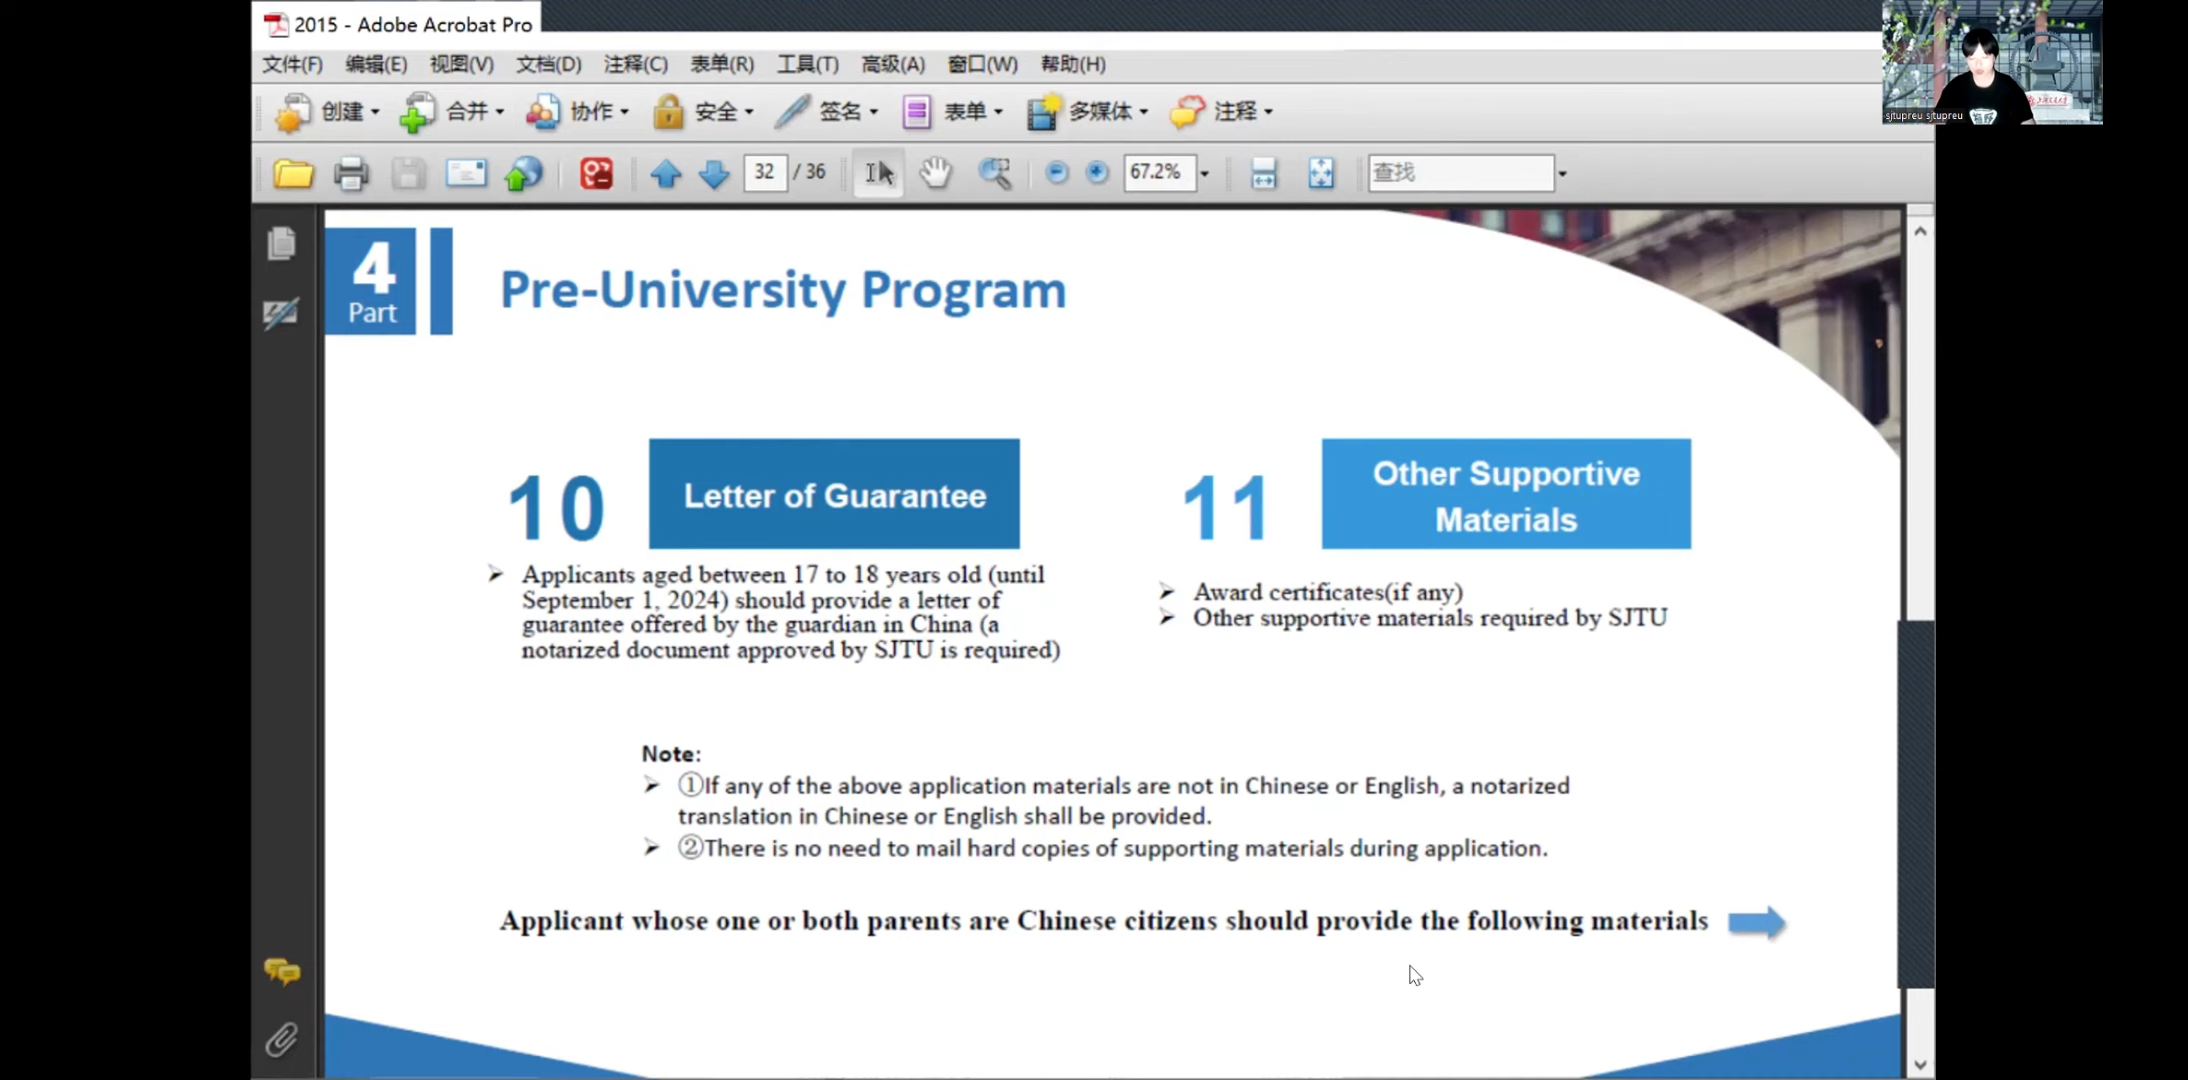 2015 - Adobe Acrobat Pro
文件(F) 编辑(E) 视图(V) 文档(D) 注释(C) 表单(R) 工具(T) 高级(A) 窗口(W) 帮助(H)
创建 合并 协作 安全 签名 表单 多媒体 注释
sjtupreu sjtupreu
32 / 36 67.2% 查找
4
Part
Pre-University Program
10
Letter of Guarantee
➢ Applicants aged between 17 to 18 years old (until
September 1, 2024) should provide a letter of
guarantee offered by the guardian in China (a
notarized document approved by SJTU is required)
11
Other Supportive
Materials
➢ Award certificates(if any)
➢ Other supportive materials required by SJTU
Note:
➢ ①If any of the above application materials are not in Chinese or English, a notarized
translation in Chinese or English shall be provided.
➢ ②There is no need to mail hard copies of supporting materials during application.
Applicant whose one or both parents are Chinese citizens should provide the following materials